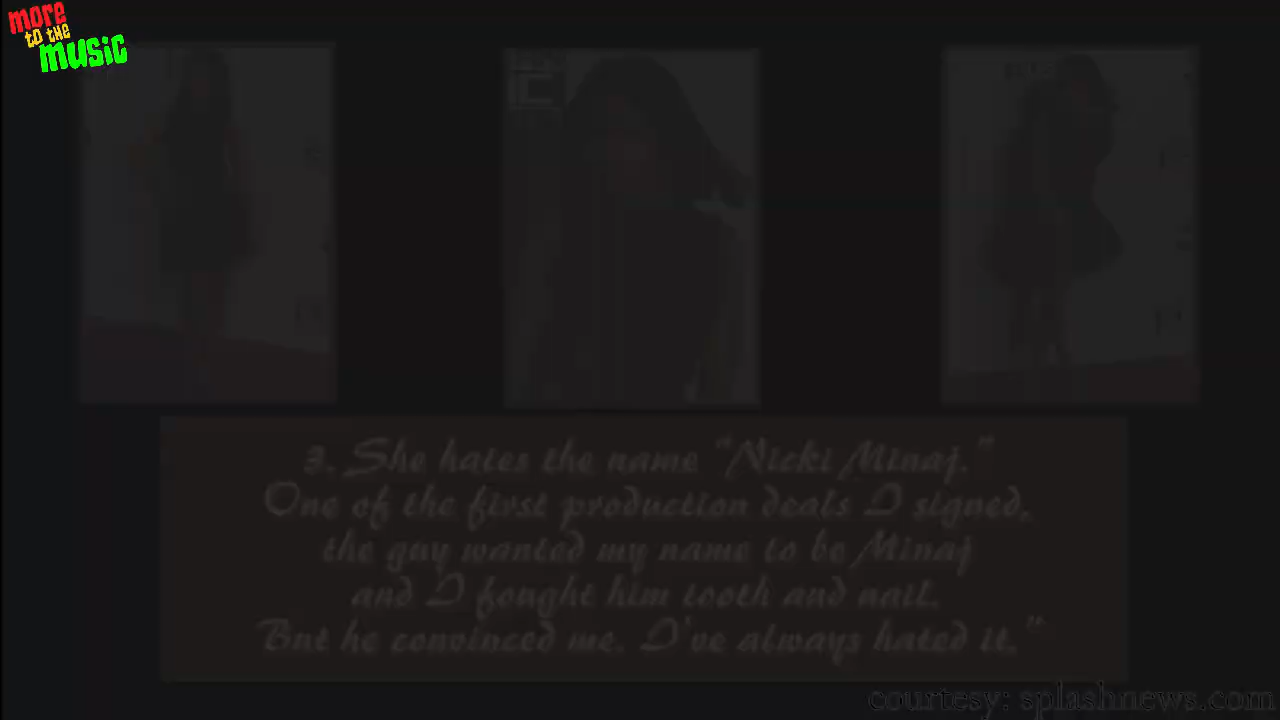 more
to the
music
3. She hates the name "Nicki Minaj."
One of the first production deals I signed,
the guy wanted my name to be Minaj
and I fought him tooth and nail.
But he convinced me. I've always hated it."
courtesy: splashnews.com